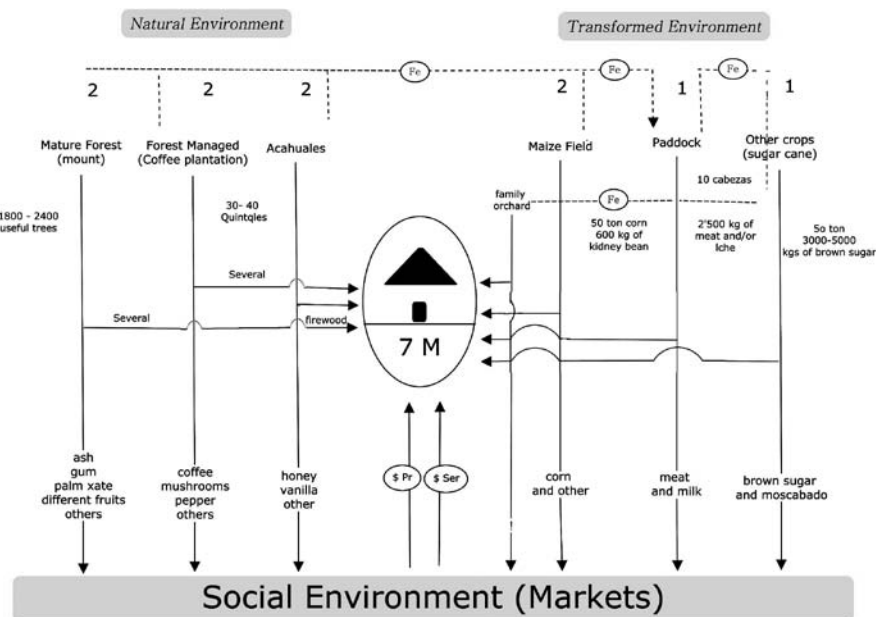 Natural Environment
Transformed Environment
Fe
Fe
Fe
2
2
2
2
1
1
Mature Forest
(mount)
Forest Managed
(Coffee plantation)
Acahuales
Maize Field
Paddock
Other crops
(sugar cane)
10 cabezas
family
orchard
Fe
1800 - 2400
useful trees
30- 40
Quintqles
50 ton corn
600 kg of
kidney bean
2'500 kg of
meat and/or
lche
5o ton
3000-5000
kgs of brown sugar
Several
Several
firewood
7 M
$ Pr
$ Ser
ash
gum
palm xate
different fruits
others
coffee
mushrooms
pepper
others
honey
vanilla
other
corn
and other
meat
and milk
brown sugar
and moscabado
Social Environment (Markets)